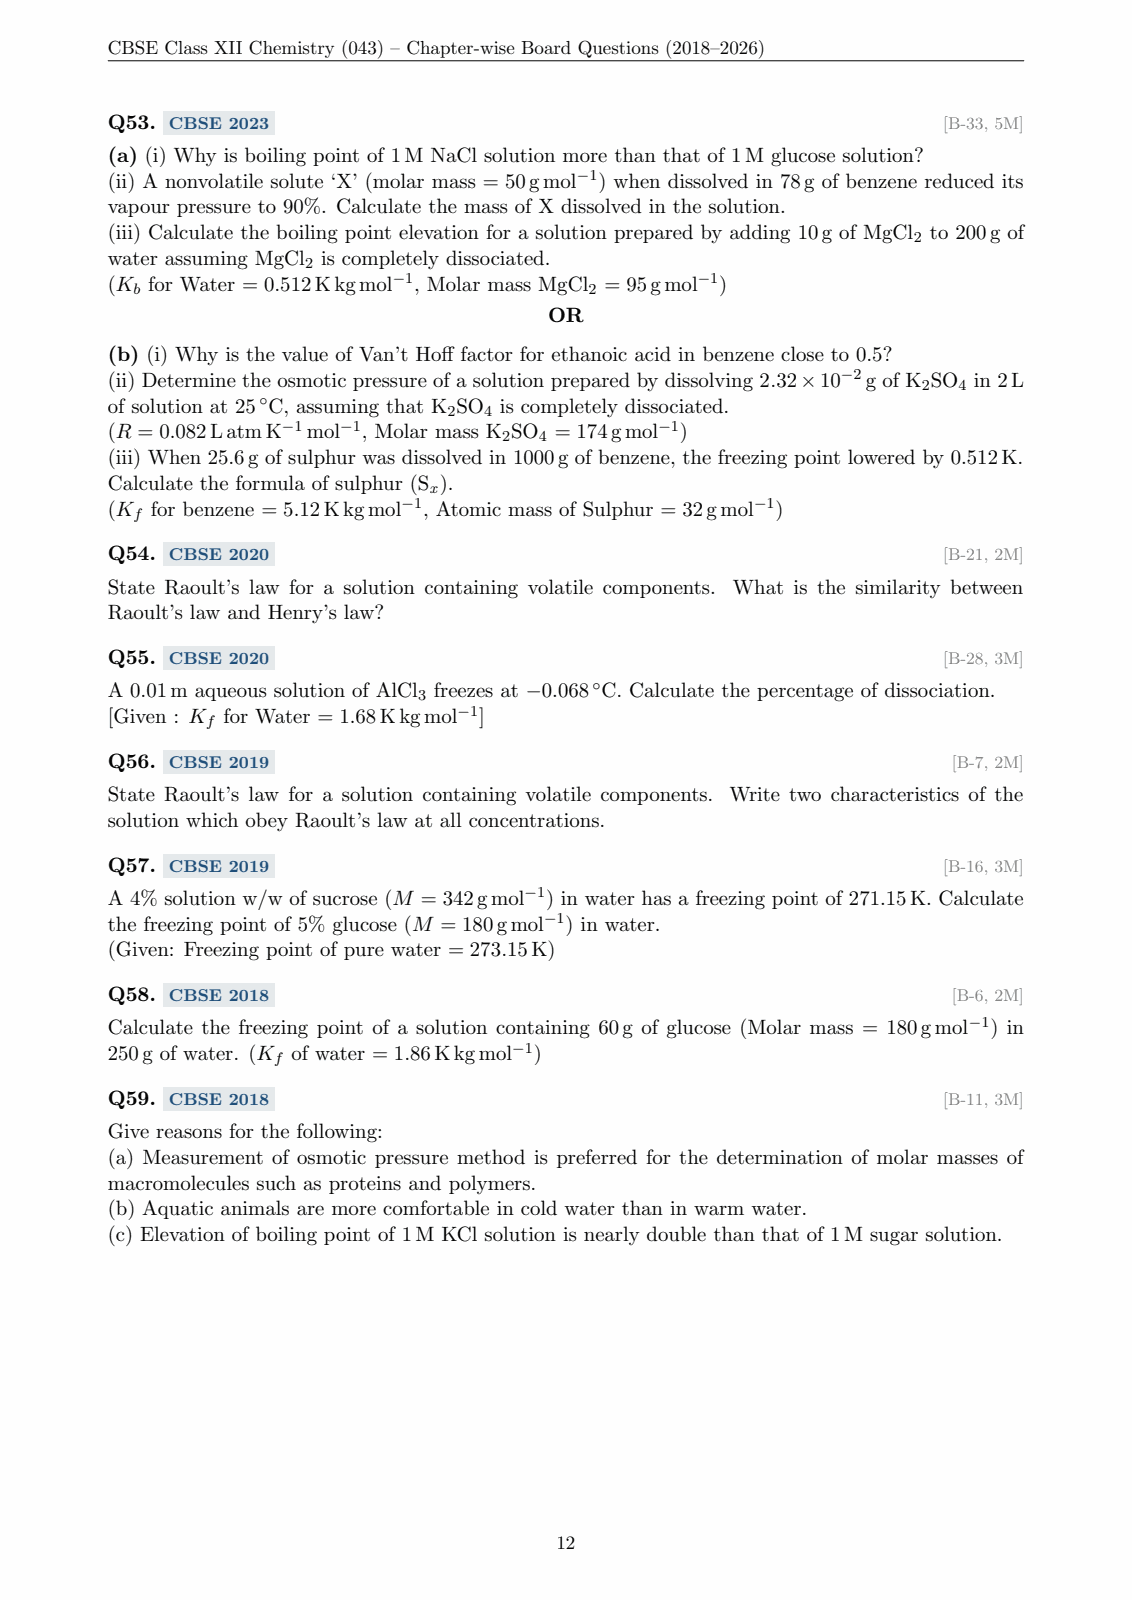 CBSE Class XII Chemistry (043) – Chapter-wise Board Questions (2018–2026)
Q53. CBSE 2023 [B-33, 5M]
(a) (i) Why is boiling point of 1 M NaCl solution more than that of 1 M glucose solution?
(ii) A nonvolatile solute ‘X’ (molar mass = 50 g mol⁻¹) when dissolved in 78 g of benzene reduced its
vapour pressure to 90%. Calculate the mass of X dissolved in the solution.
(iii) Calculate the boiling point elevation for a solution prepared by adding 10 g of MgCl₂ to 200 g of
water assuming MgCl₂ is completely dissociated.
(K_b for Water = 0.512 K kg mol⁻¹, Molar mass MgCl₂ = 95 g mol⁻¹)
OR
(b) (i) Why is the value of Van’t Hoff factor for ethanoic acid in benzene close to 0.5?
(ii) Determine the osmotic pressure of a solution prepared by dissolving 2.32 × 10⁻² g of K₂SO₄ in 2 L
of solution at 25 °C, assuming that K₂SO₄ is completely dissociated.
(R = 0.082 L atm K⁻¹ mol⁻¹, Molar mass K₂SO₄ = 174 g mol⁻¹)
(iii) When 25.6 g of sulphur was dissolved in 1000 g of benzene, the freezing point lowered by 0.512 K.
Calculate the formula of sulphur (Sₓ).
(K_f for benzene = 5.12 K kg mol⁻¹, Atomic mass of Sulphur = 32 g mol⁻¹)
Q54. CBSE 2020 [B-21, 2M]
State Raoult’s law for a solution containing volatile components. What is the similarity between
Raoult’s law and Henry’s law?
Q55. CBSE 2020 [B-28, 3M]
A 0.01 m aqueous solution of AlCl₃ freezes at −0.068 °C. Calculate the percentage of dissociation.
[Given : K_f for Water = 1.68 K kg mol⁻¹]
Q56. CBSE 2019 [B-7, 2M]
State Raoult’s law for a solution containing volatile components. Write two characteristics of the
solution which obey Raoult’s law at all concentrations.
Q57. CBSE 2019 [B-16, 3M]
A 4% solution w/w of sucrose (M = 342 g mol⁻¹) in water has a freezing point of 271.15 K. Calculate
the freezing point of 5% glucose (M = 180 g mol⁻¹) in water.
(Given: Freezing point of pure water = 273.15 K)
Q58. CBSE 2018 [B-6, 2M]
Calculate the freezing point of a solution containing 60 g of glucose (Molar mass = 180 g mol⁻¹) in
250 g of water. (K_f of water = 1.86 K kg mol⁻¹)
Q59. CBSE 2018 [B-11, 3M]
Give reasons for the following:
(a) Measurement of osmotic pressure method is preferred for the determination of molar masses of
macromolecules such as proteins and polymers.
(b) Aquatic animals are more comfortable in cold water than in warm water.
(c) Elevation of boiling point of 1 M KCl solution is nearly double than that of 1 M sugar solution.
12